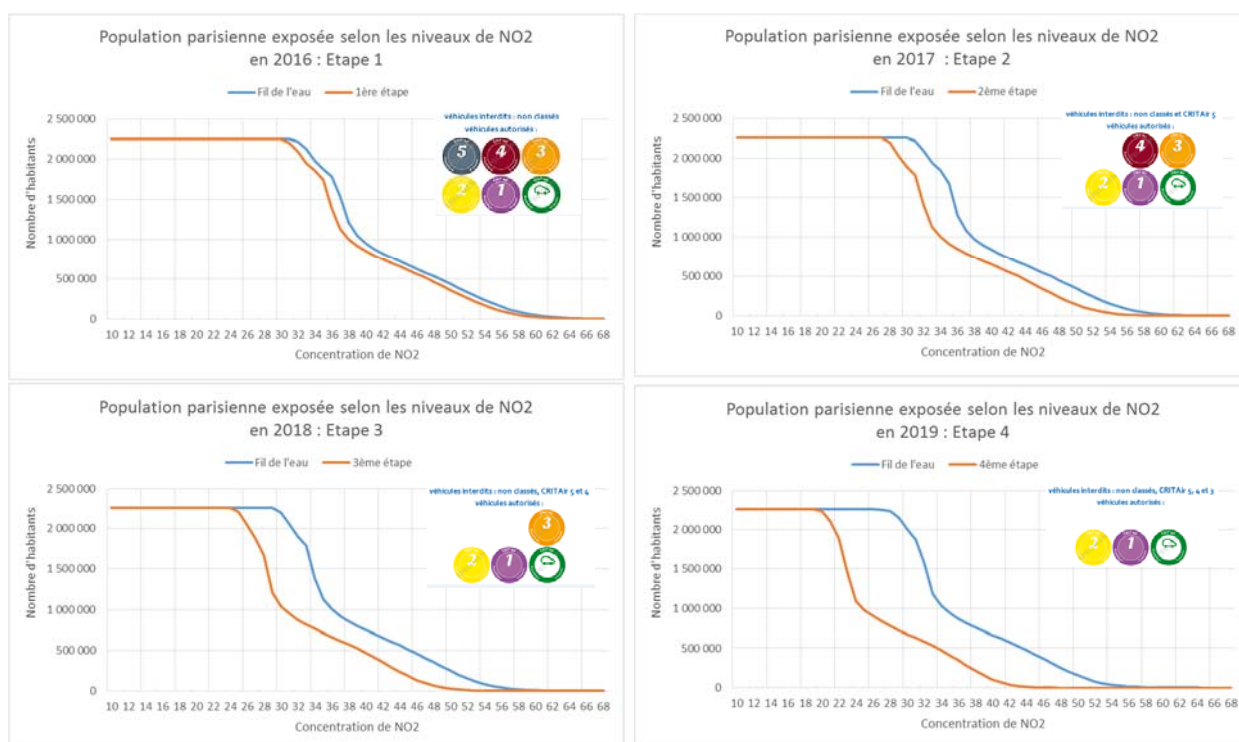 Population parisienne exposée selon les niveaux de NO2
en 2016 : Etape 1
Fil de l'eau 1ère étape
véhicules interdits : non classés
véhicules autorisés :
5 4 3
2 1
2 500 000
2 000 000
1 500 000
1 000 000
500 000
0
Nombre d'habitants
10 12 14 16 18 20 22 24 26 28 30 32 34 36 38 40 42 44 46 48 50 52 54 56 58 60 62 64 66 68
Concentration de NO2
Population parisienne exposée selon les niveaux de NO2
en 2017 : Etape 2
Fil de l'eau 2ème étape
véhicules interdits : non classés et CRITAir 5
véhicules autorisés :
4 3
2 1
2 500 000
2 000 000
1 500 000
1 000 000
500 000
0
Nombre d'habitants
10 12 14 16 18 20 22 24 26 28 30 32 34 36 38 40 42 44 46 48 50 52 54 56 58 60 62 64 66 68
Concentration de NO2
Population parisienne exposée selon les niveaux de NO2
en 2018 : Etape 3
Fil de l'eau 3ème étape
véhicules interdits : non classés, CRITAir 5 et 4
véhicules autorisés :
3
2 1
2 500 000
2 000 000
1 500 000
1 000 000
500 000
0
Nombre d'habitants
10 12 14 16 18 20 22 24 26 28 30 32 34 36 38 40 42 44 46 48 50 52 54 56 58 60 62 64 66 68
Concentration de NO2
Population parisienne exposée selon les niveaux de NO2
en 2019 : Etape 4
Fil de l'eau 4ème étape
véhicules interdits : non classés, CRITAir 5, 4 et 3
véhicules autorisés :
2 1
2 500 000
2 000 000
1 500 000
1 000 000
500 000
0
Nombre d'habitants
10 12 14 16 18 20 22 24 26 28 30 32 34 36 38 40 42 44 46 48 50 52 54 56 58 60 62 64 66 68
Concentration de NO2